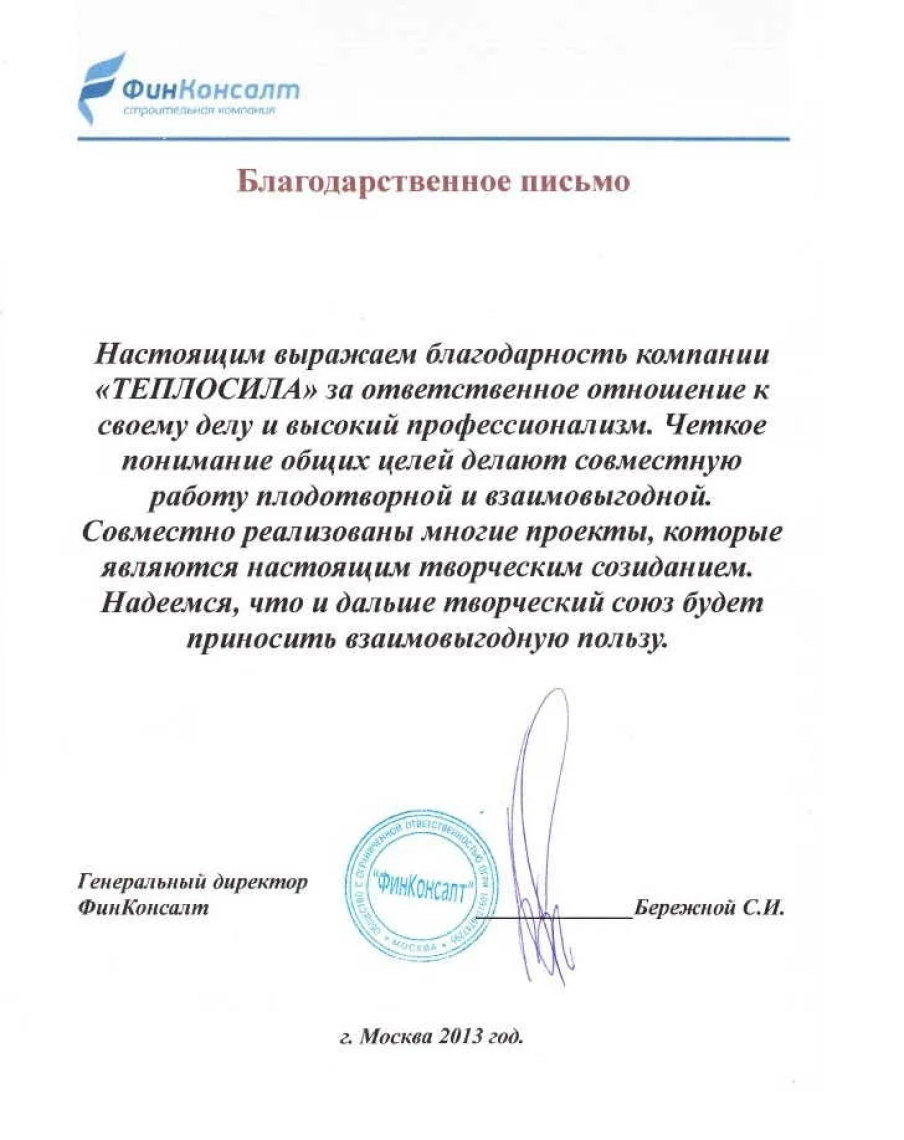 ФинКонсалт
строительная компания
Благодарственное письмо
Настоящим выражаем благодарность компании
«ТЕПЛОСИЛА» за ответственное отношение к
своему делу и высокий профессионализм. Четкое
понимание общих целей делают совместную
работу плодотворной и взаимовыгодной.
Совместно реализованы многие проекты, которые
являются настоящим творческим созиданием.
Надеемся, что и дальше творческий союз будет
приносить взаимовыгодную пользу.
ОБЩЕСТВО С ОГРАНИЧЕННОЙ ОТВЕТСТВЕННОСТЬЮ ОГРН
"ФинКонсалт"
* МОСКВА *
Генеральный директор
ФинКонсалт
Бережной С.И.
г. Москва 2013 год.